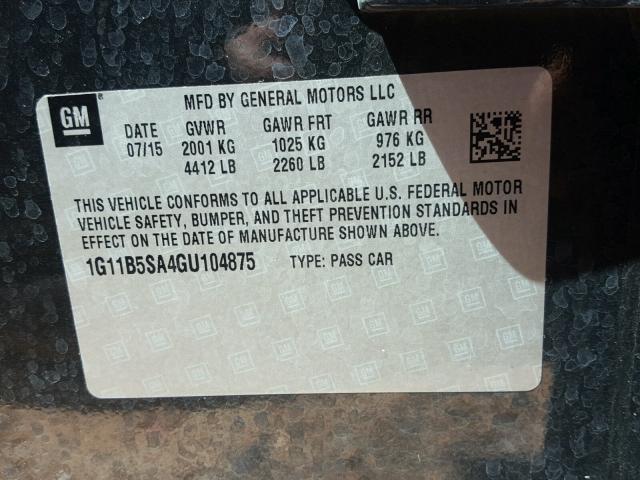 GM
MFD BY GENERAL MOTORS LLC
DATE GVWR GAWR FRT GAWR RR
07/15 2001 KG 1025 KG 976 KG
4412 LB 2260 LB 2152 LB
THIS VEHICLE CONFORMS TO ALL APPLICABLE U.S. FEDERAL MOTOR
VEHICLE SAFETY, BUMPER, AND THEFT PREVENTION STANDARDS IN
EFFECT ON THE DATE OF MANUFACTURE SHOWN ABOVE.
1G11B5SA4GU104875 TYPE: PASS CAR